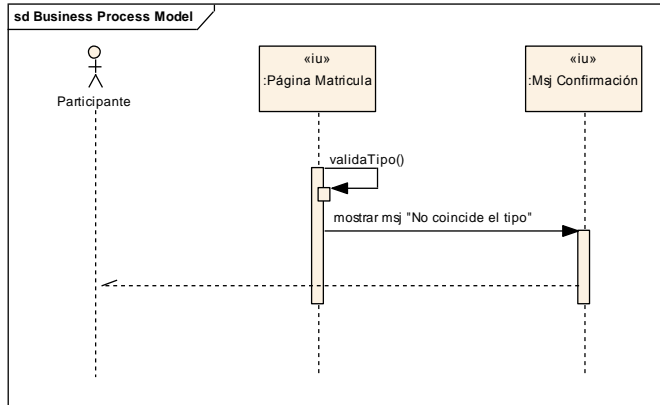 sd Business Process Model
Participante
«iu»
:Página Matricula
«iu»
:Msj Confirmación
validaTipo()
mostrar msj "No coincide el tipo"